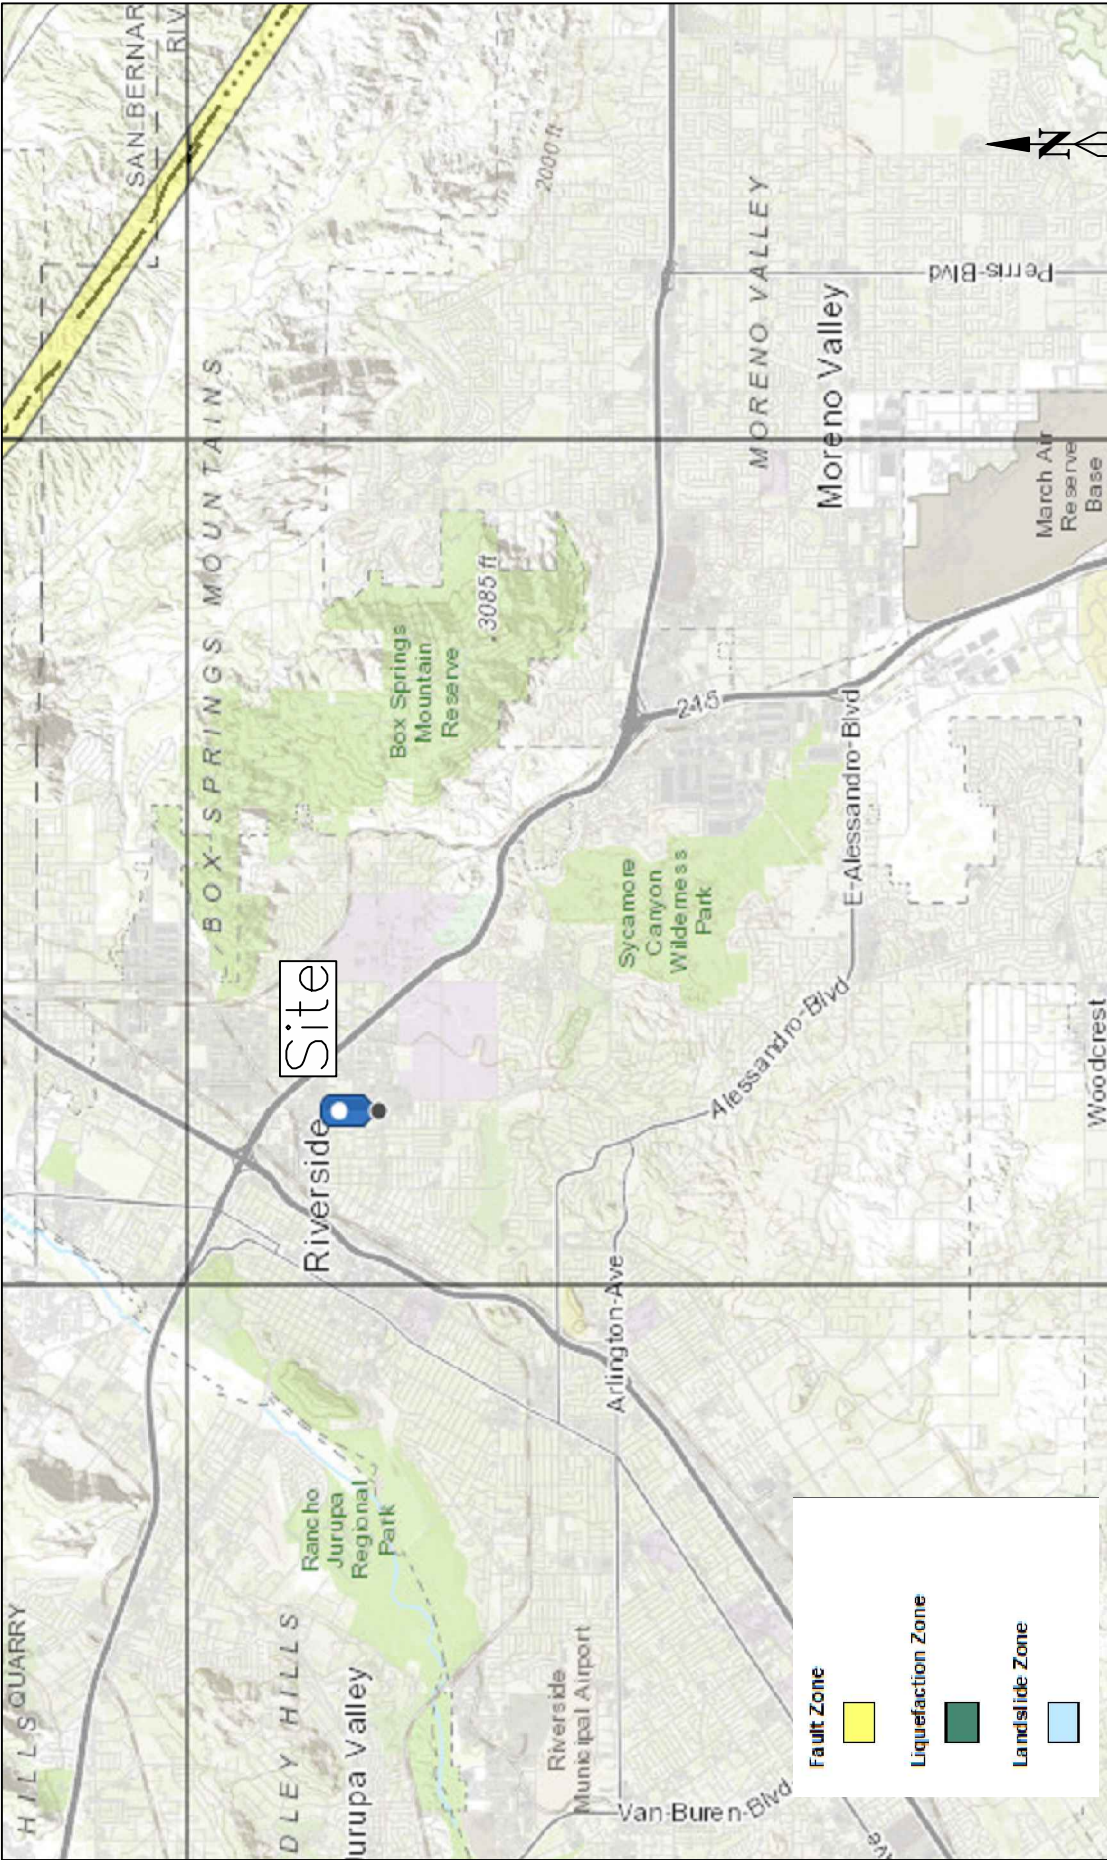 SAN BERNAR
RIV
HILLS
QUARRY
BOX SPRINGS MOUNTAINS
2000 ft
Site
Riverside
Box Springs
Mountain
Reserve
3085 ft
MORENO VALLEY
Moreno Valley
Perris-Blvd
N
March Air
Reserve
Base
215
Sycamore
Canyon
Wilderness
Park
E-Alessandro-Blvd
Alessandro-Blvd
Woodcrest
Arlington-Ave
Rancho
Jurupa
Regional
Park
DLEY HILLS
urupa Valley
Riverside
Municipal Airport
Van-Buren-Blvd
ve
Fault Zone
Liquefaction Zone
Landslide Zone